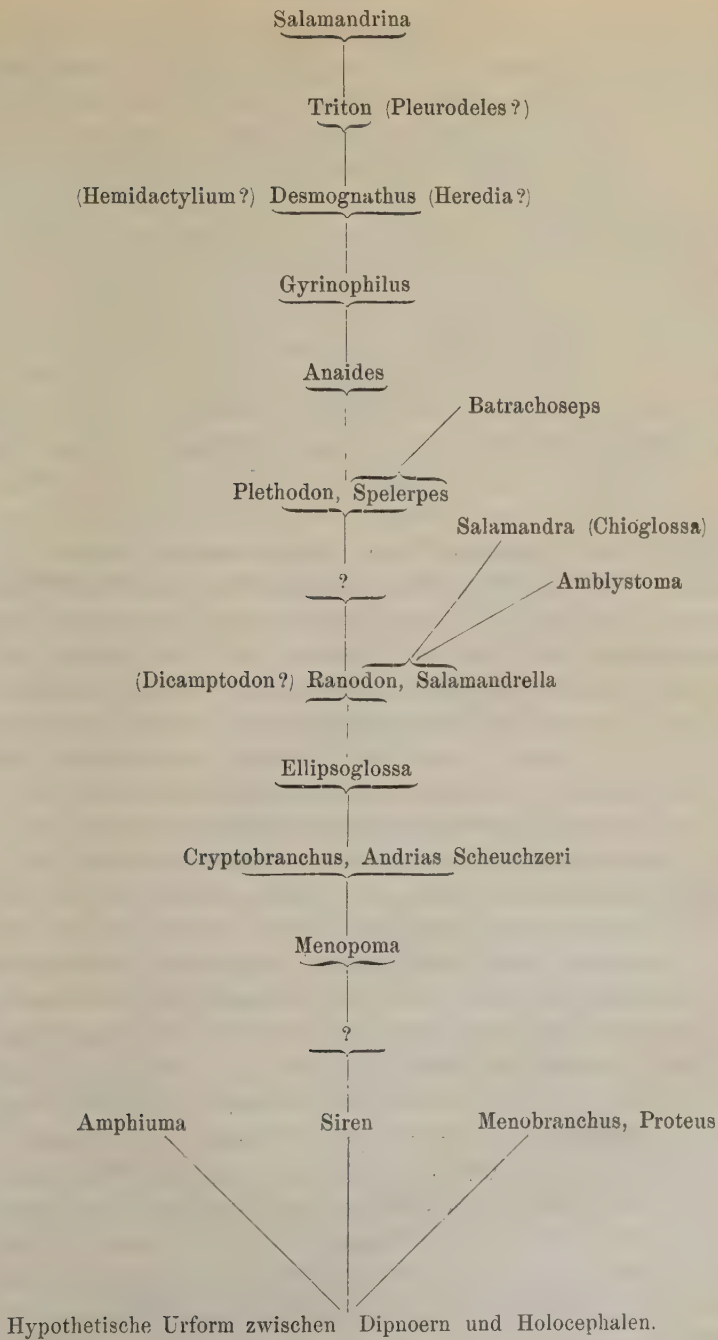 Salamandrina
Triton (Pleurodeles?)
(Hemidactylium?) Desmognathus (Heredia?)
Gyrinophilus
Anaides
Batrachoseps
Plethodon, Spelerpes
Salamandra (Chioglossa)
?
Amblystoma
(Dicamptodon?) Ranodon, Salamandrella
Ellipsoglossa
Cryptobranchus, Andrias Scheuchzeri
Menopoma
?
Amphiuma Siren Menobranchus, Proteus
Hypothetische Urform zwischen Dipnoern und Holocephalen.